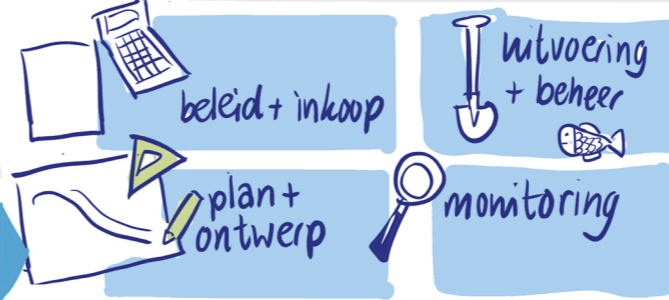 beleid + inkoop
uitvoering
+ beheer
plan +
ontwerp
monitoring